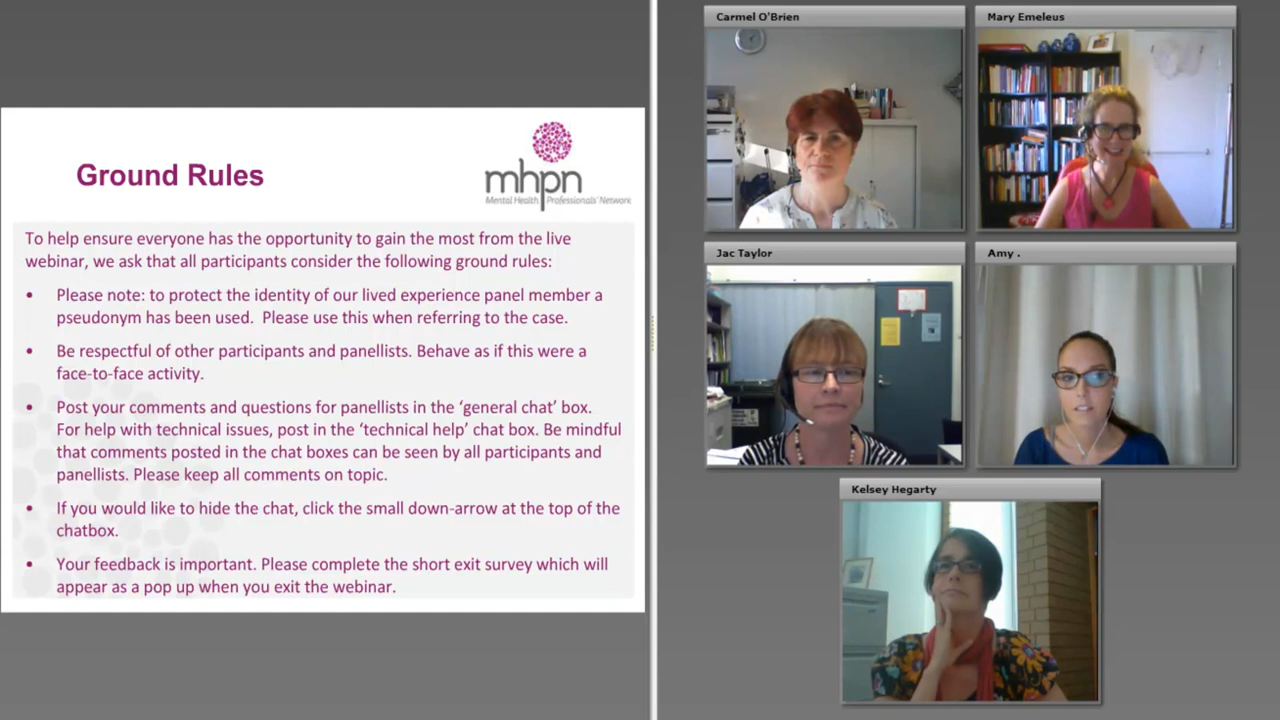 Ground Rules
mhpn
Mental Health Professionals' Network
To help ensure everyone has the opportunity to gain the most from the live
webinar, we ask that all participants consider the following ground rules:
• Please note: to protect the identity of our lived experience panel member a
pseudonym has been used.  Please use this when referring to the case.
• Be respectful of other participants and panellists. Behave as if this were a
face-to-face activity.
• Post your comments and questions for panellists in the ‘general chat’ box.
For help with technical issues, post in the ‘technical help’ chat box. Be mindful
that comments posted in the chat boxes can be seen by all participants and
panellists. Please keep all comments on topic.
• If you would like to hide the chat, click the small down-arrow at the top of the
chatbox.
• Your feedback is important. Please complete the short exit survey which will
appear as a pop up when you exit the webinar.
Carmel O'Brien
Mary Emeleus
Jac Taylor
Amy .
Kelsey Hegarty